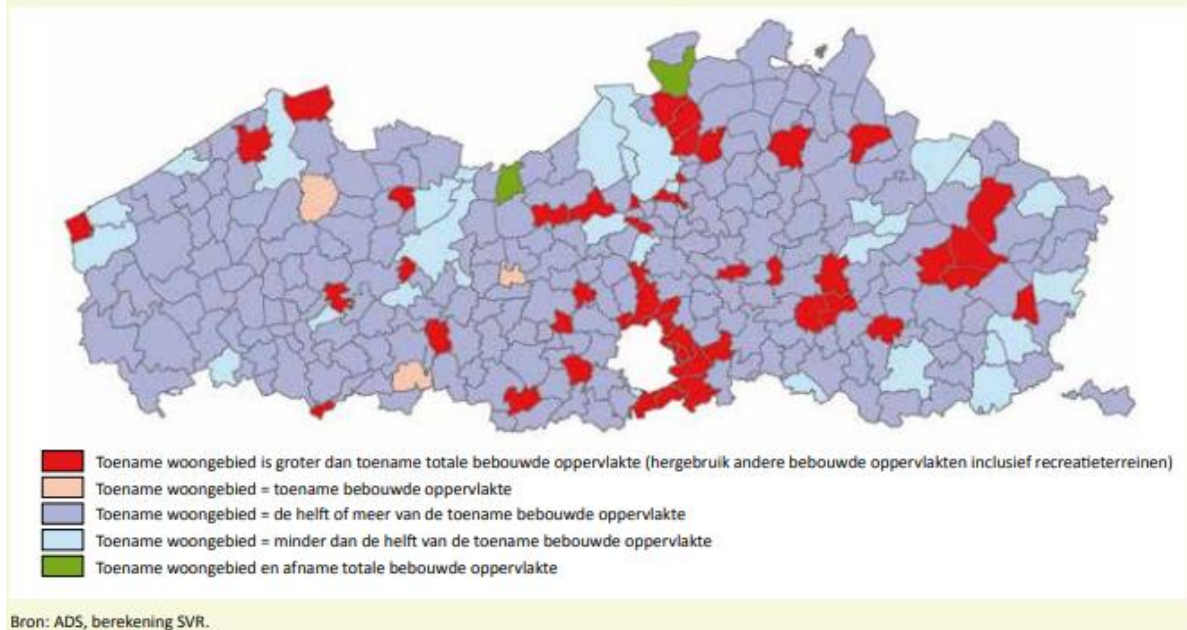 Toename woongebied is groter dan toename totale bebouwde oppervlakte (hergebruik andere bebouwde oppervlakten inclusief recreatieterreinen)
Toename woongebied = toename bebouwde oppervlakte
Toename woongebied = de helft of meer van de toename bebouwde oppervlakte
Toename woongebied = minder dan de helft van de toename bebouwde oppervlakte
Toename woongebied en afname totale bebouwde oppervlakte
Bron: ADS, berekening SVR.